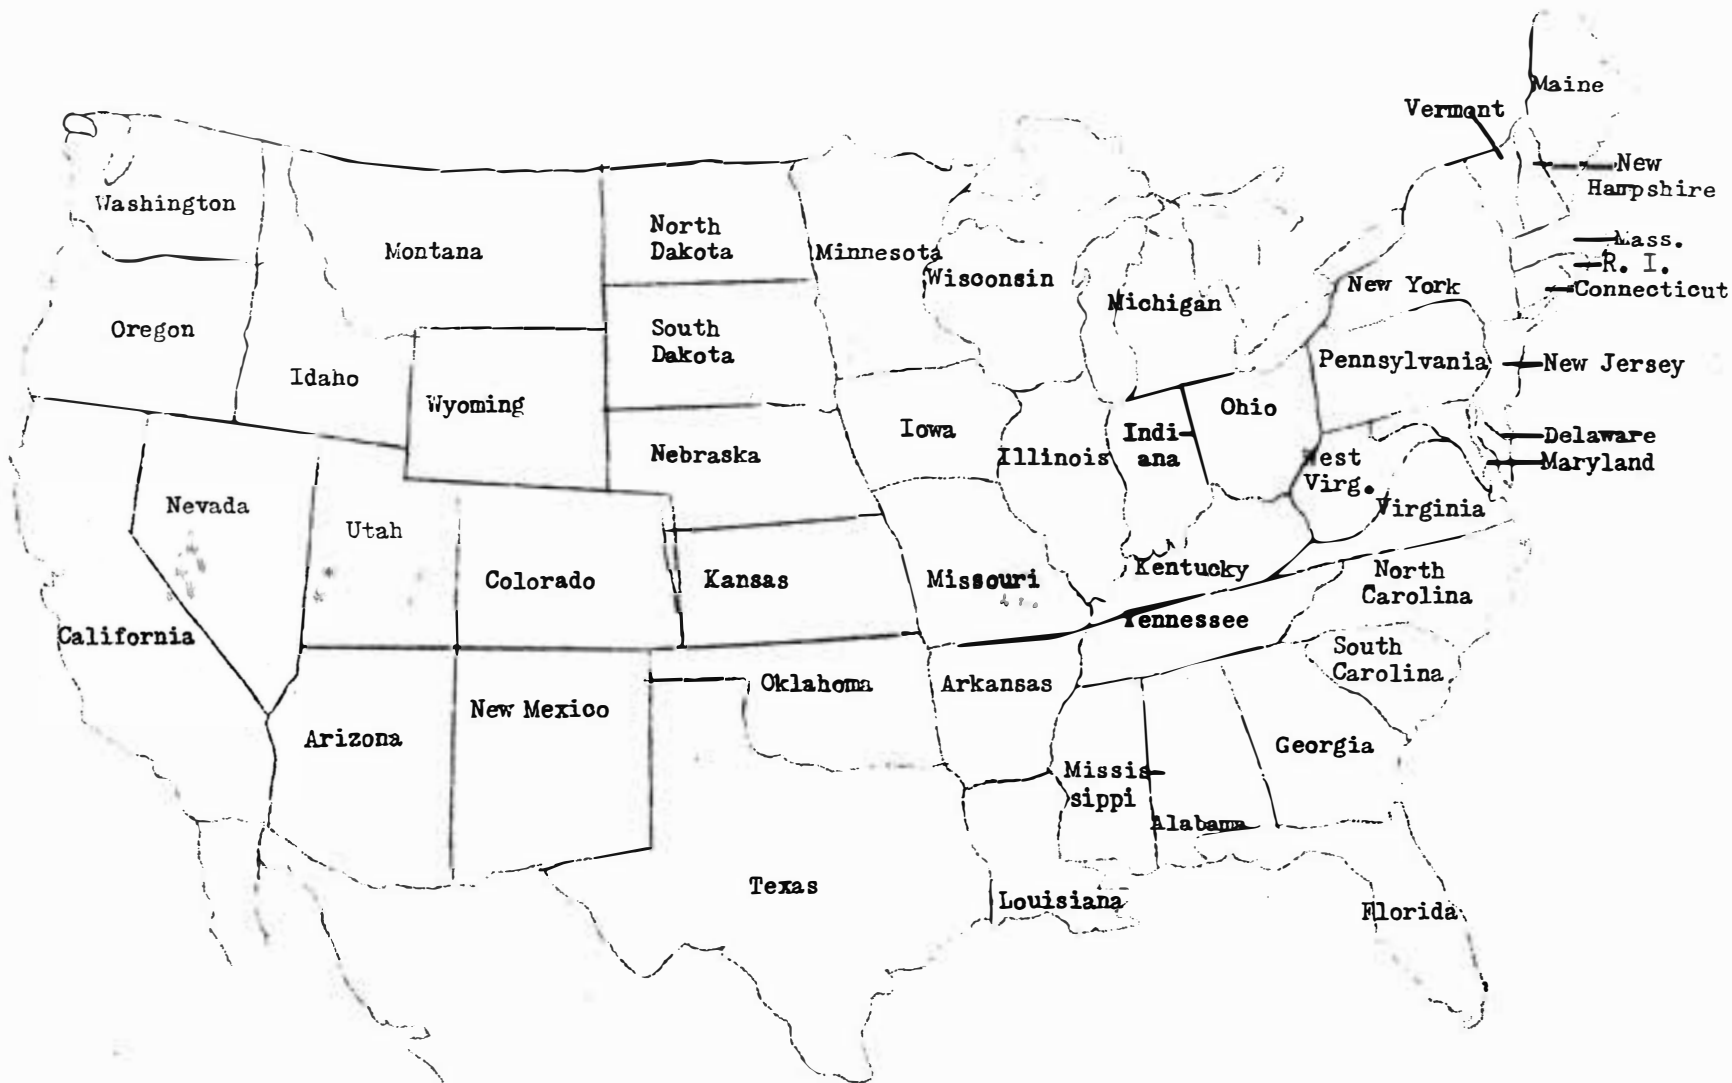 Maine
Vermont
New
Hampshire
Washington
North
Dakota
Montana
Minnesota
Mass.
R. I.
Connecticut
Wisconsin
Michigan
New York
Oregon
South
Dakota
Pennsylvania
New Jersey
Idaho
Wyoming
Ohio
Iowa
Indi
ana
Delaware
Maryland
Nebraska
Illinois
West
Virg.
Nevada
Utah
Virginia
Colorado
Kansas
Missouri
Kentucky
North
Carolina
California
Tennessee
South
Carolina
Oklahoma
Arkansas
New Mexico
Arizona
Georgia
Missis
sippi
Alabama
Texas
Louisiana
Florida